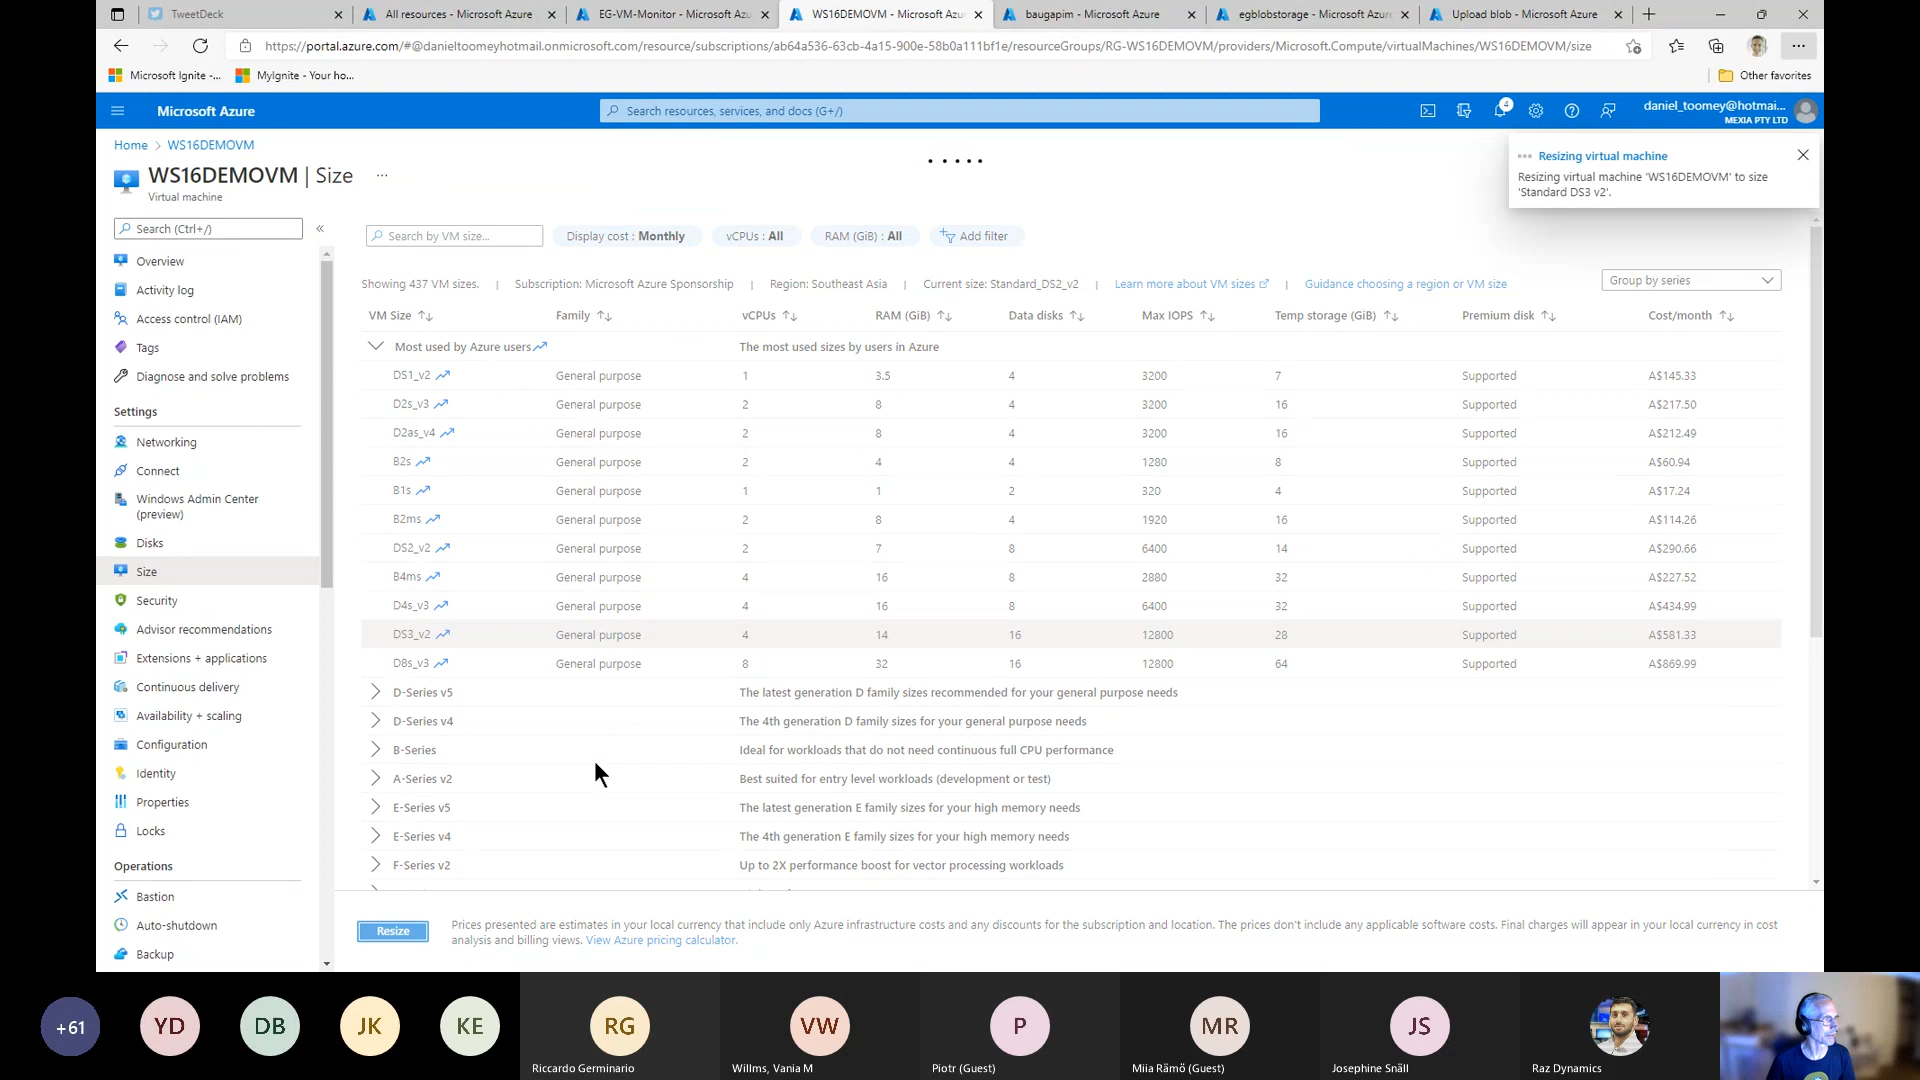 TweetDeck
All resources - Microsoft Azure
EG-VM-Monitor - Microsoft Az
WS16DEMOVM - Microsoft Azu
baugapim - Microsoft Azure
egblobstorage - Microsoft Azure
Upload blob - Microsoft Azure
https://portal.azure.com/#@danieltoomeyhotmail.onmicrosoft.com/resource/subscriptions/ab64a536-63cb-4a15-900e-58b0a111bf1e/resourceGroups/RG-WS16DEMOVM/providers/Microsoft.Compute/virtualMachines/WS16DEMOVM/size
Microsoft Ignite -...
MyIgnite - Your ho...
Other favorites
Microsoft Azure
Search resources, services, and docs (G+/)
4
daniel_toomey@hotmai...
MEXIA PTY LTD
Home > WS16DEMOVM
WS16DEMOVM | Size ...
Virtual machine
Resizing virtual machine
Resizing virtual machine 'WS16DEMOVM' to size
'Standard DS3 v2'.
Search (Ctrl+/)
«
Overview
Activity log
Access control (IAM)
Tags
Diagnose and solve problems
Settings
Networking
Connect
Windows Admin Center
(preview)
Disks
Size
Security
Advisor recommendations
Extensions + applications
Continuous delivery
Availability + scaling
Configuration
Identity
Properties
Locks
Operations
Bastion
Auto-shutdown
Backup
Search by VM size...
Display cost : Monthly
vCPUs : All
RAM (GiB) : All
Add filter
Showing 437 VM sizes. | Subscription: Microsoft Azure Sponsorship | Region: Southeast Asia | Current size: Standard_DS2_v2 | Learn more about VM sizes | Guidance choosing a region or VM size
Group by series
VM Size Family vCPUs RAM (GiB) Data disks Max IOPS Temp storage (GiB) Premium disk Cost/month
Most used by Azure users The most used sizes by users in Azure
DS1_v2 General purpose 1 3.5 4 3200 7 Supported A$145.33
D2s_v3 General purpose 2 8 4 3200 16 Supported A$217.50
D2as_v4 General purpose 2 8 4 3200 16 Supported A$212.49
B2s General purpose 2 4 4 1280 8 Supported A$60.94
B1s General purpose 1 1 2 320 4 Supported A$17.24
B2ms General purpose 2 8 4 1920 16 Supported A$114.26
DS2_v2 General purpose 2 7 8 6400 14 Supported A$290.66
B4ms General purpose 4 16 8 2880 32 Supported A$227.52
D4s_v3 General purpose 4 16 8 6400 32 Supported A$434.99
DS3_v2 General purpose 4 14 16 12800 28 Supported A$581.33
D8s_v3 General purpose 8 32 16 12800 64 Supported A$869.99
D-Series v5 The latest generation D family sizes recommended for your general purpose needs
D-Series v4 The 4th generation D family sizes for your general purpose needs
B-Series Ideal for workloads that do not need continuous full CPU performance
A-Series v2 Best suited for entry level workloads (development or test)
E-Series v5 The latest generation E family sizes for your high memory needs
E-Series v4 The 4th generation E family sizes for your high memory needs
F-Series v2 Up to 2X performance boost for vector processing workloads
Resize
Prices presented are estimates in your local currency that include only Azure infrastructure costs and any discounts for the subscription and location. The prices don't include any applicable software costs. Final charges will appear in your local currency in cost
analysis and billing views. View Azure pricing calculator.
+61
YD
DB
JK
KE
RG
VW
P
MR
JS
Riccardo Germinario
Willms, Vania M
Piotr (Guest)
Miia Rämö (Guest)
Josephine Snäll
Raz Dynamics